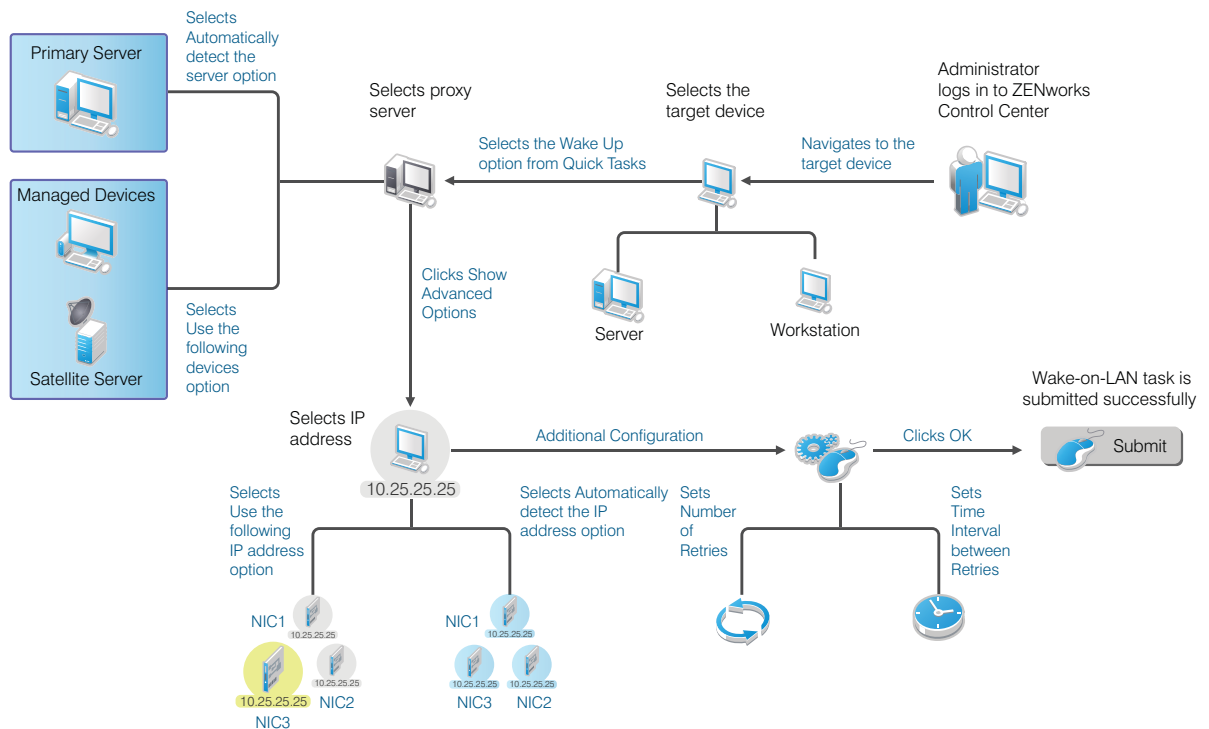 Selects
Automatically
detect the
server option
Primary Server
Managed Devices
Satellite Server
Selects
Use the
following
devices
option
Selects proxy
server
Selects the Wake Up
option from Quick Tasks
Selects the
target device
Navigates to the
target device
Administrator
logs in to ZENworks
Control Center
Server
Workstation
Clicks Show
Advanced
Options
Selects IP
address
10.25.25.25
Additional Configuration
Clicks OK
Wake-on-LAN task is
submitted successfully
Submit
Selects
Use the
following
IP address
option
Selects Automatically
detect the IP
address option
Sets
Number
of
Retries
Sets
Time
Interval
between
Retries
NIC1
10.25.25.25
10.25.25.25
NIC3
10.25.25.25
NIC2
NIC1
10.25.25.25
10.25.25.25
NIC3
10.25.25.25
NIC2